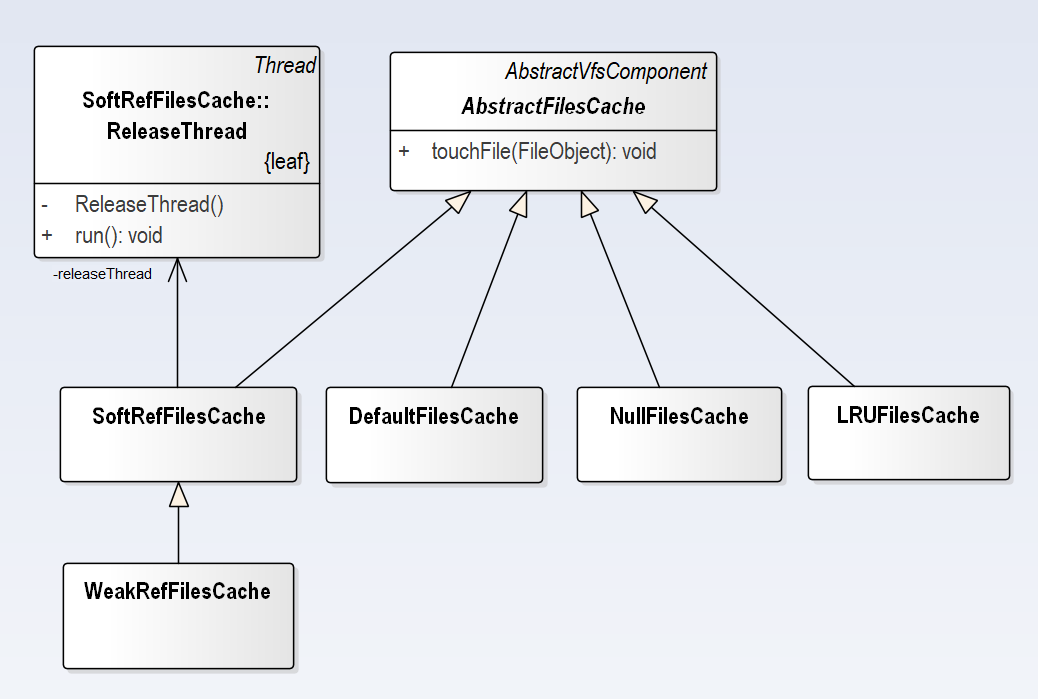 Thread
SoftRefFilesCache::
ReleaseThread
{leaf}
- ReleaseThread()
+ run(): void
AbstractVfsComponent
AbstractFilesCache
+ touchFile(FileObject): void
-releaseThread
SoftRefFilesCache
DefaultFilesCache
NullFilesCache
LRUFilesCache
WeakRefFilesCache